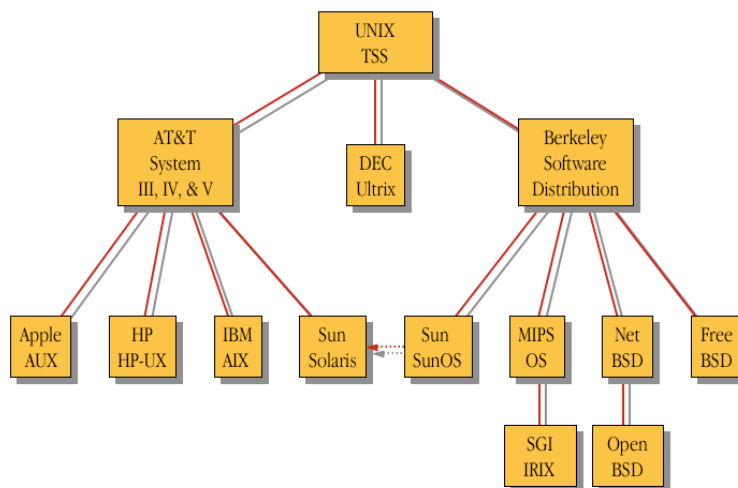 UNIX
TSS
AT&T
System
III, IV, & V
DEC
Ultrix
Berkeley
Software
Distribution
Apple
AUX
HP
HP-UX
IBM
AIX
Sun
Solaris
Sun
SunOS
MIPS
OS
Net
BSD
Free
BSD
SGI
IRIX
Open
BSD